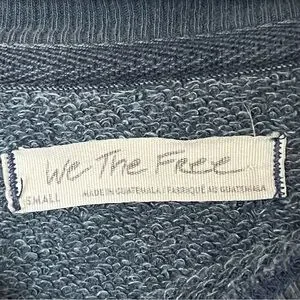 We The Free
SMALL
MADE IN GUATEMALA / FABRIQUÉ AU GUATEMALA